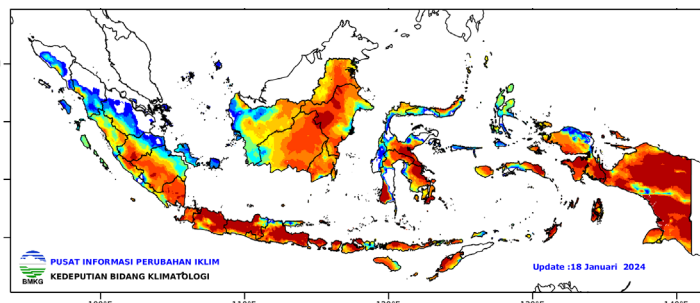 PUSAT INFORMASI PERUBAHAN IKLIM
KEDEPUTIAN BIDANG KLIMATOLOGI
BMKG
Update :18 Januari 2024